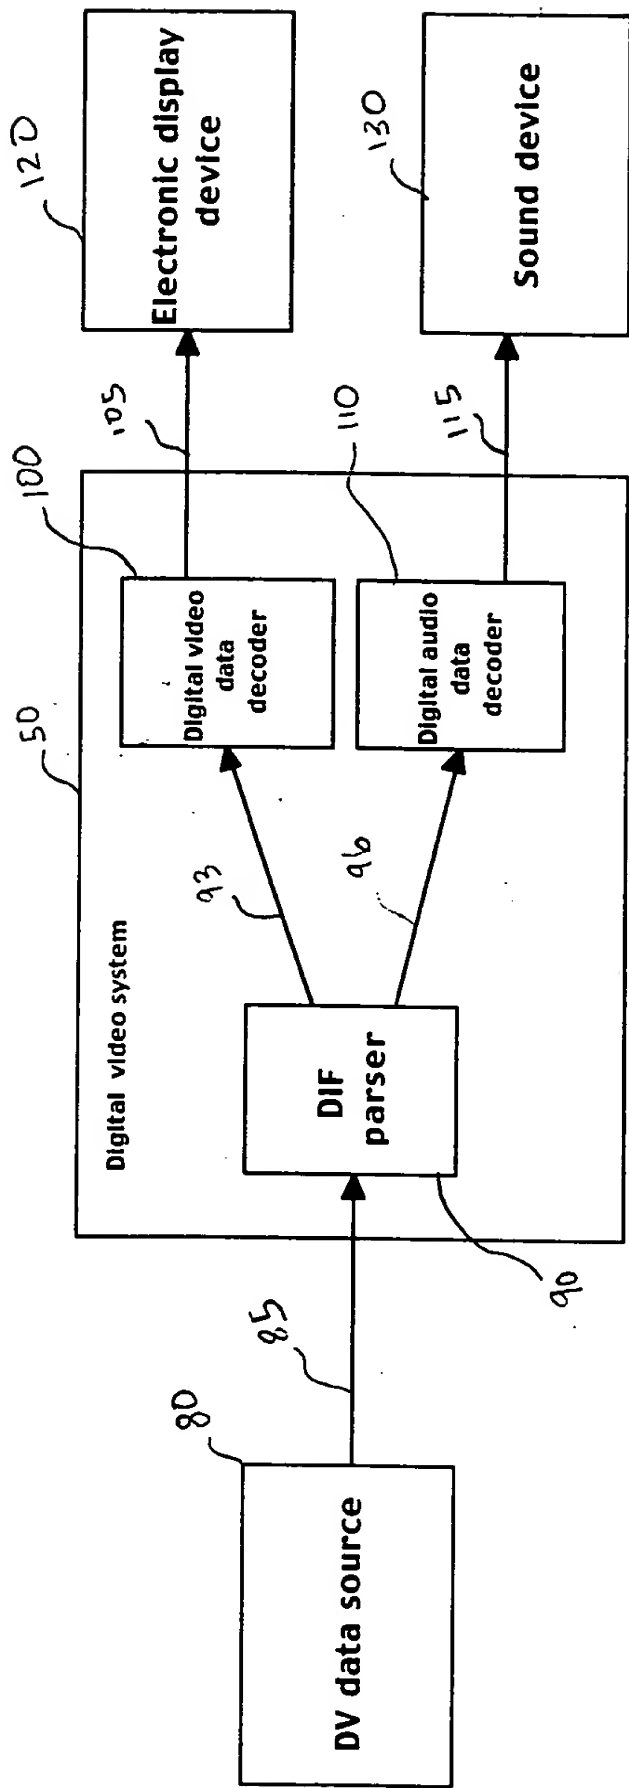 80
DV data source
85
50
Digital video system
DIF
parser
90
93
96
100
Digital video
data
decoder
110
Digital audio
data
decoder
105
115
120
Electronic display
device
130
Sound device